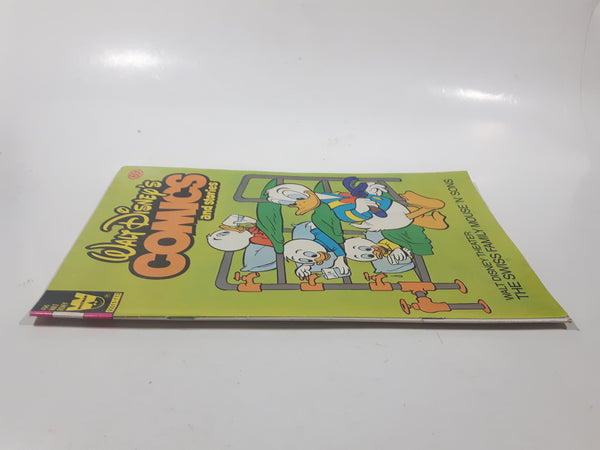 WALT DISNEY'S
COMICS
and stories
WALT DISNEY THEATER
THE SWISS FAMILY MOUSE 'N' SONS